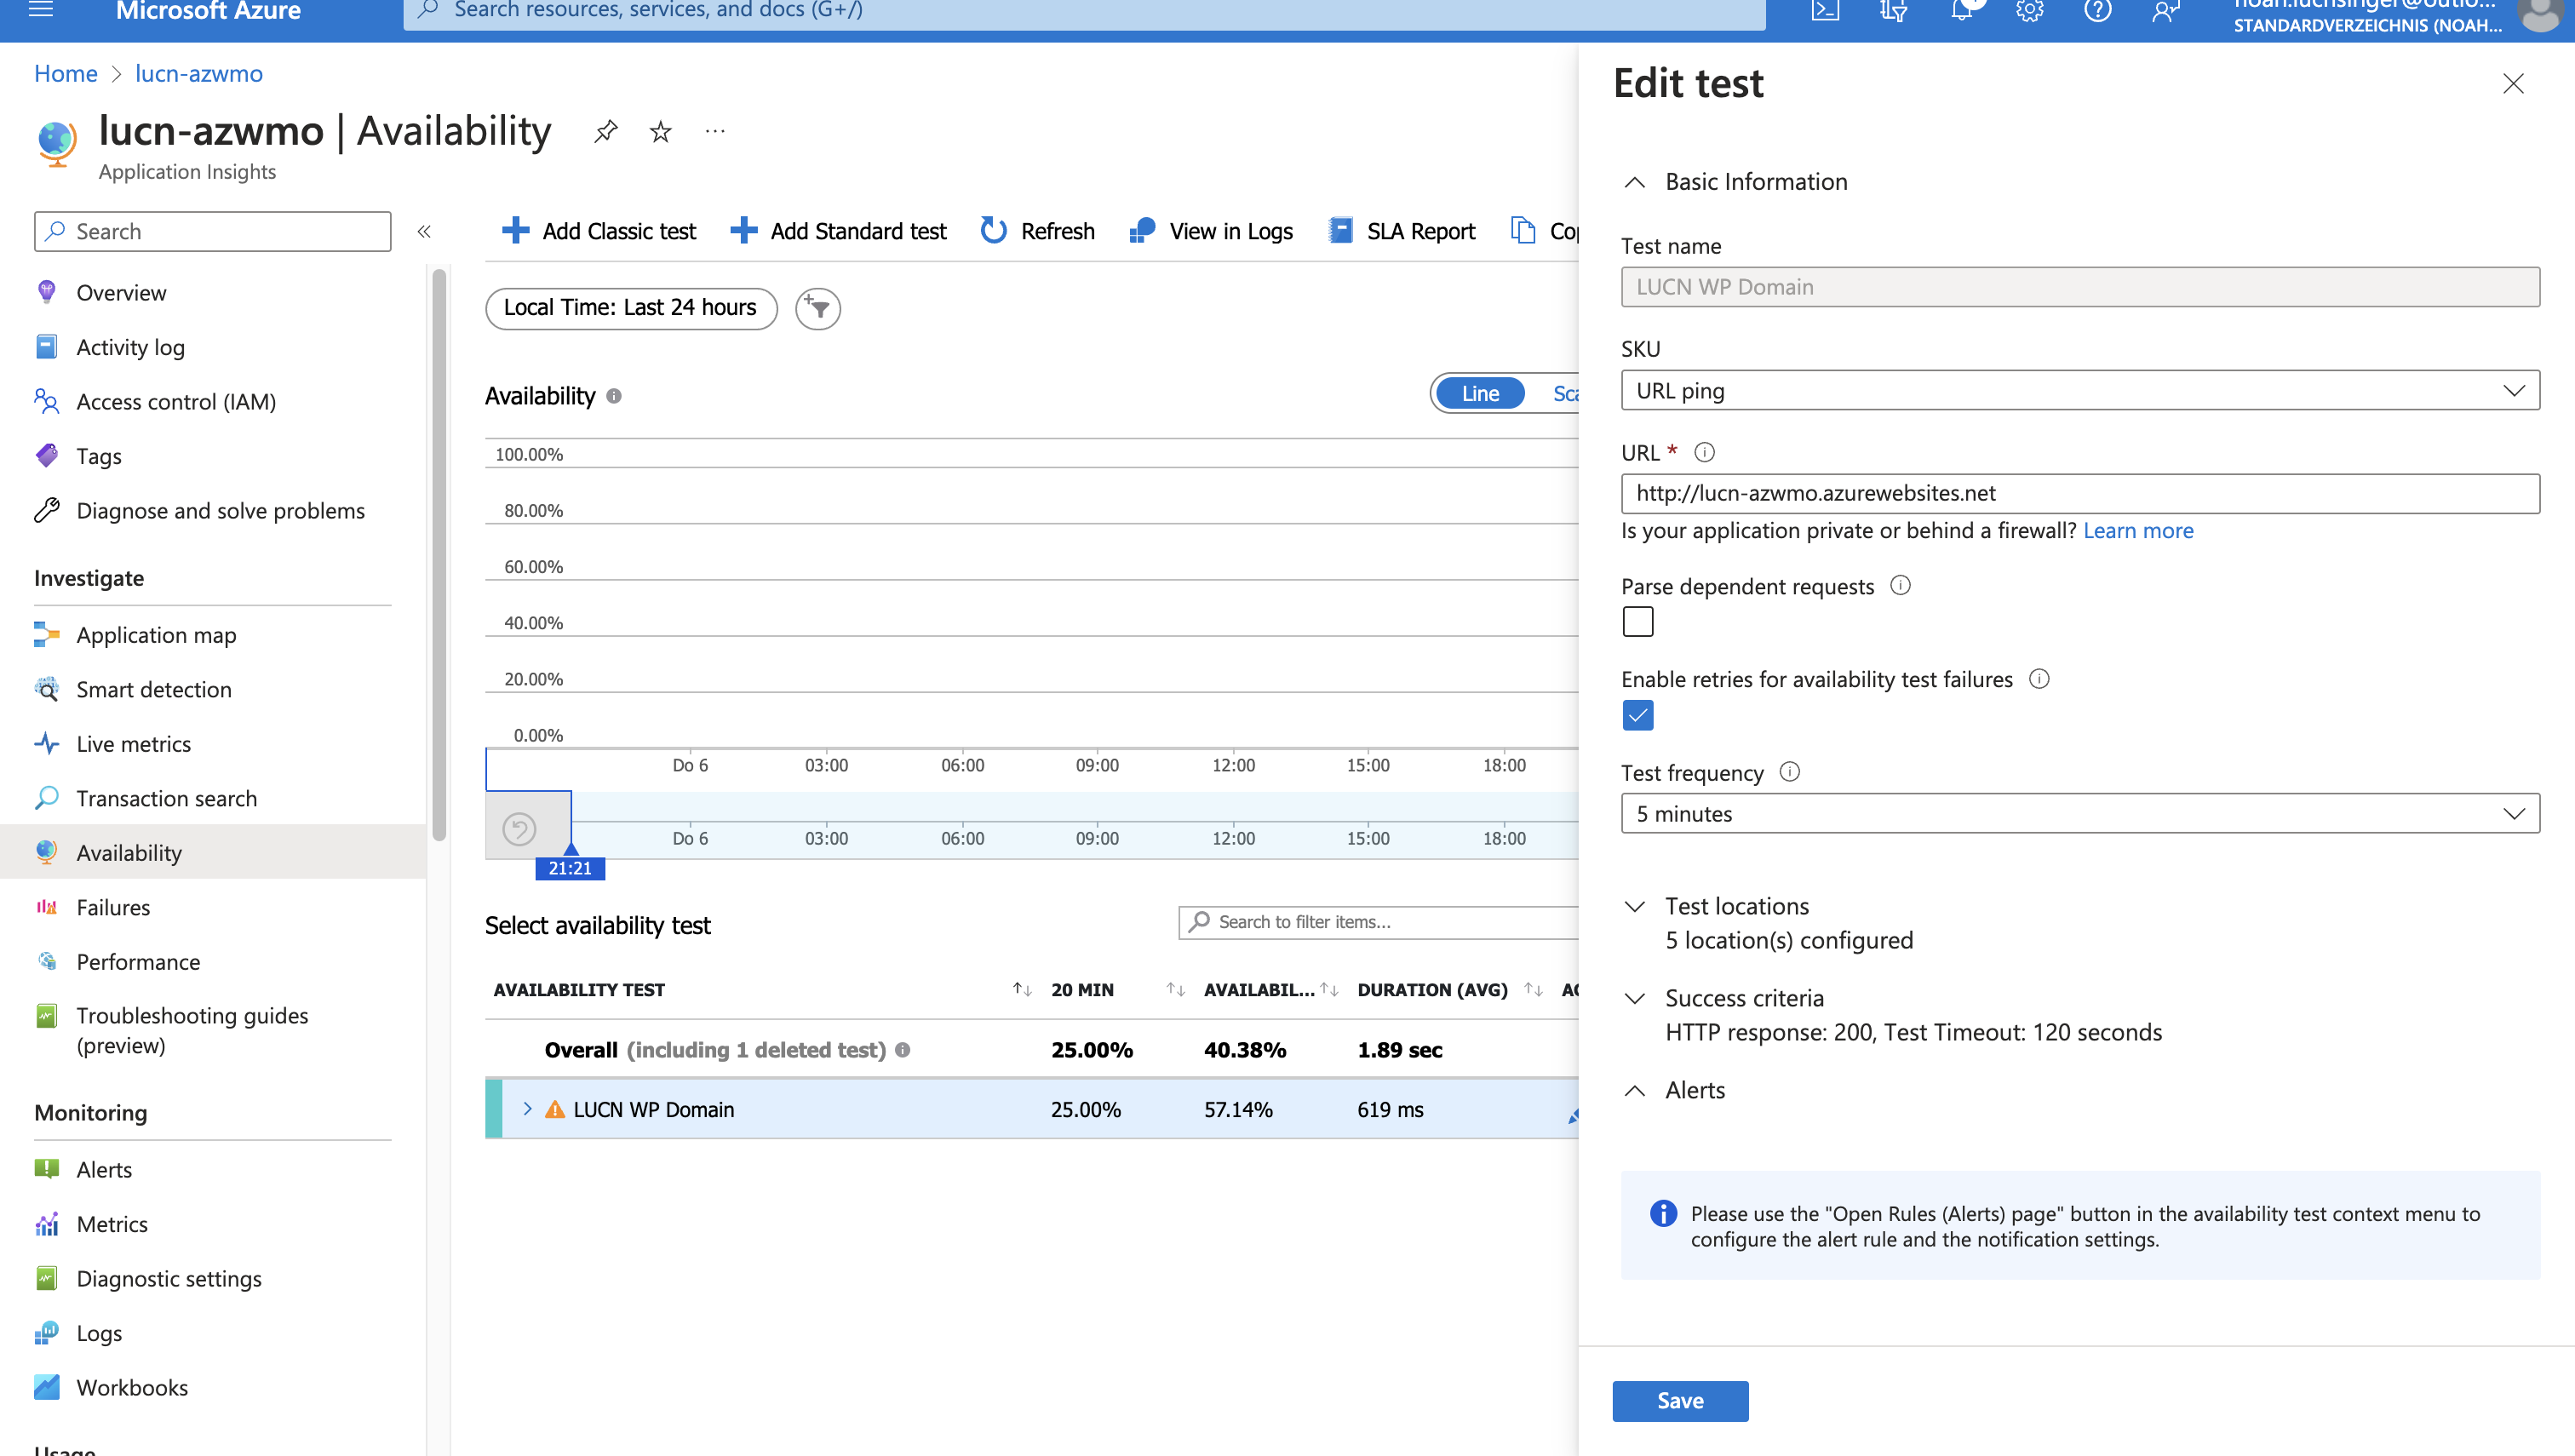 Microsoft Azure
Search resources, services, and docs (G+/)
STANDARDVERZEICHNIS (NOAH...
Home > lucn-azwmo
lucn-azwmo | Availability
Application Insights
Search
Overview
Activity log
Access control (IAM)
Tags
Diagnose and solve problems
Investigate
Application map
Smart detection
Live metrics
Transaction search
Availability
Failures
Performance
Troubleshooting guides
(preview)
Monitoring
Alerts
Metrics
Diagnostic settings
Logs
Workbooks
Usage
Add Classic test
Add Standard test
Refresh
View in Logs
SLA Report
Local Time: Last 24 hours
Availability
Line
100.00%
80.00%
60.00%
40.00%
20.00%
0.00%
Do 6 03:00 06:00 09:00 12:00 15:00 18:00
Do 6 03:00 06:00 09:00 12:00 15:00 18:00
21:21
Select availability test
Search to filter items...
AVAILABILITY TEST 20 MIN AVAILABIL... DURATION (AVG)
Overall (including 1 deleted test) 25.00% 40.38% 1.89 sec
LUCN WP Domain 25.00% 57.14% 619 ms
Edit test
Basic Information
Test name
LUCN WP Domain
SKU
URL ping
URL *
http://lucn-azwmo.azurewebsites.net
Is your application private or behind a firewall? Learn more
Parse dependent requests
Enable retries for availability test failures
Test frequency
5 minutes
Test locations
5 location(s) configured
Success criteria
HTTP response: 200, Test Timeout: 120 seconds
Alerts
Please use the "Open Rules (Alerts) page" button in the availability test context menu to
configure the alert rule and the notification settings.
Save